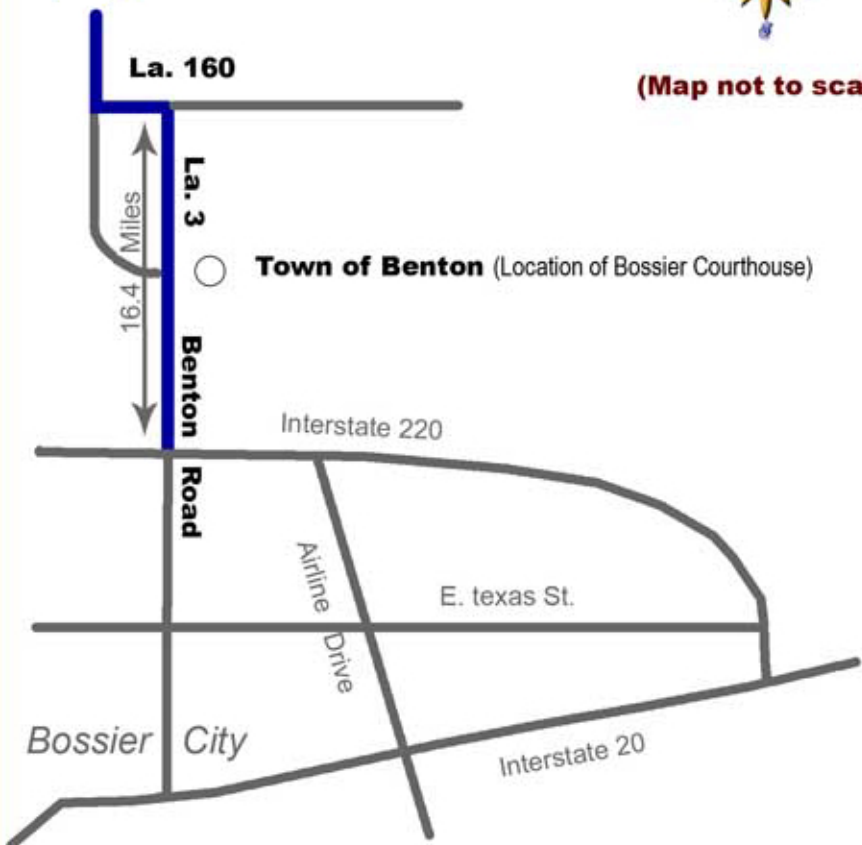 La. 160
(Map not to sca
La. 3
16.4 Miles
Town of Benton (Location of Bossier Courthouse)
Benton Road
Interstate 220
Airline Drive
E. texas St.
Bossier City
Interstate 20